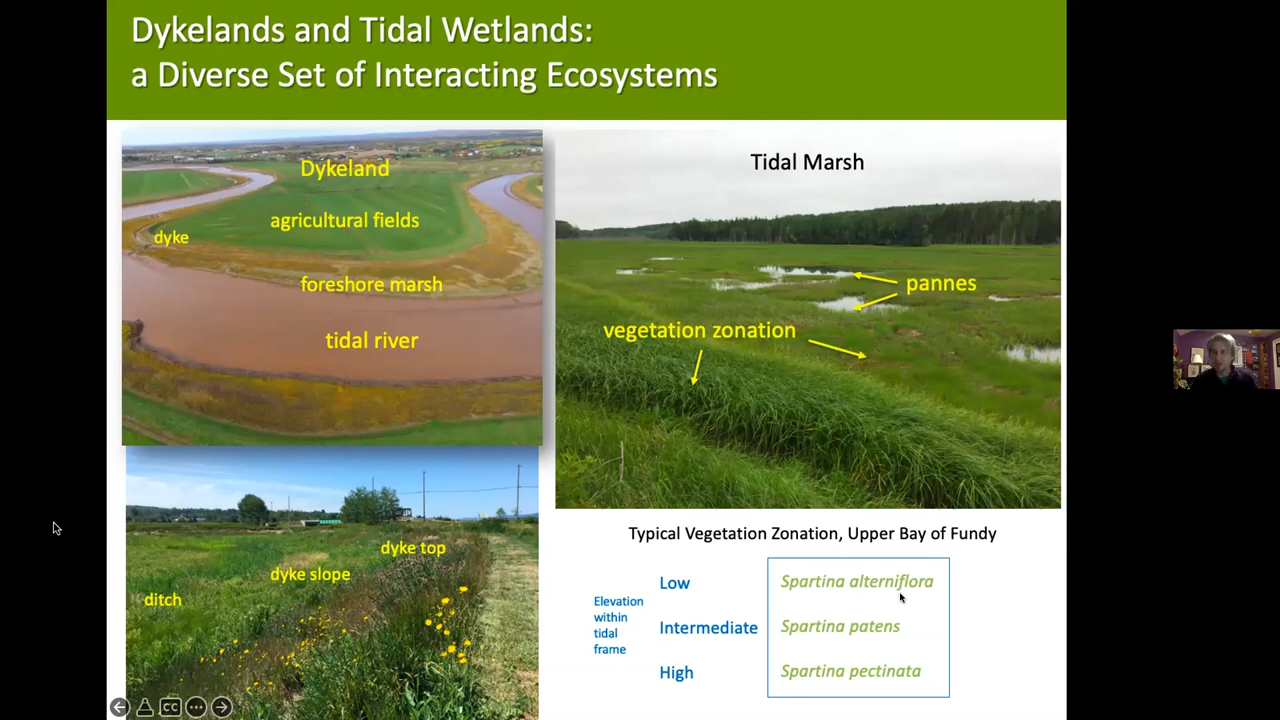 Dykelands and Tidal Wetlands:
a Diverse Set of Interacting Ecosystems
Dykeland
agricultural fields
dyke
foreshore marsh
tidal river
dyke top
dyke slope
ditch
Tidal Marsh
pannes
vegetation zonation
Typical Vegetation Zonation, Upper Bay of Fundy
Elevation
within
tidal
frame
Low
Spartina alterniflora
Intermediate
Spartina patens
High
Spartina pectinata
CC